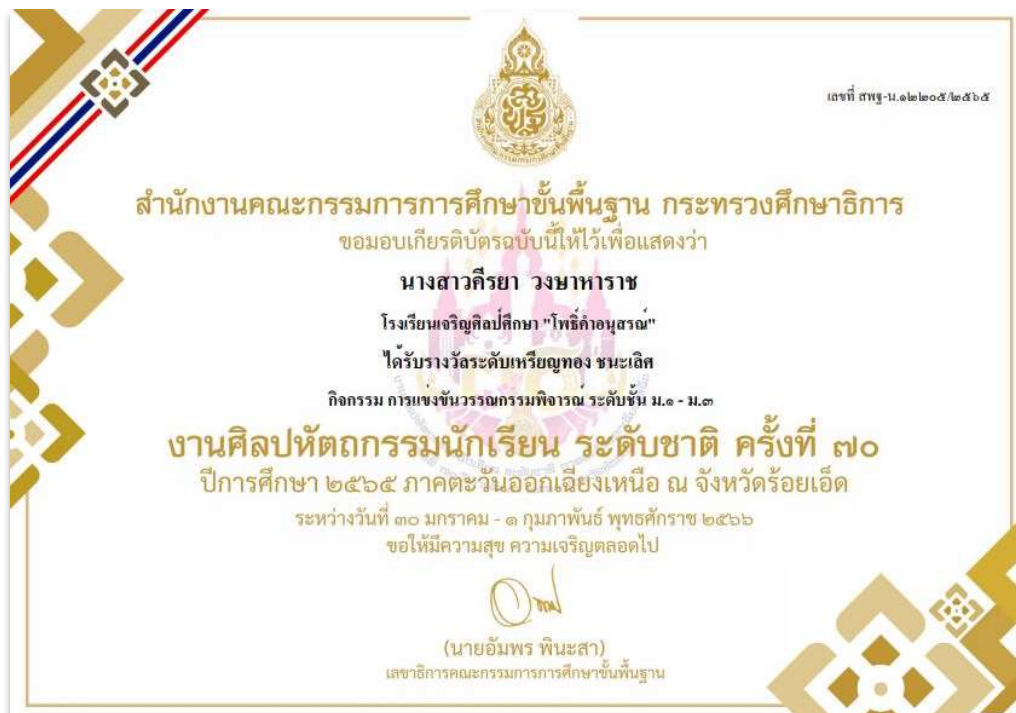 เลขที่ สพฐ-น.๑๒๒๐๕/๒๕๖๕
สำนักงานคณะกรรมการการศึกษาขั้นพื้นฐาน กระทรวงศึกษาธิการ
ขอมอบเกียรติบัตรฉบับนี้ให้ไว้เพื่อแสดงว่า
นางสาวคีรยา วงษาหาราช
โรงเรียนเจริญศิลป์ศึกษา "โพธิ์คำอนุสรณ์"
ได้รับรางวัลระดับเหรียญทอง ชนะเลิศ
กิจกรรม การแข่งขันวรรณกรรมพิจารณ์ ระดับชั้น ม.๑ - ม.๓
งานศิลปหัตถกรรมนักเรียน ระดับชาติ ครั้งที่ ๗๐
ปีการศึกษา ๒๕๖๕ ภาคตะวันออกเฉียงเหนือ ณ จังหวัดร้อยเอ็ด
ระหว่างวันที่ ๓๐ มกราคม - ๑ กุมภาพันธ์ พุทธศักราช ๒๕๖๖
ขอให้มีความสุข ความเจริญตลอดไป
(นายอัมพร พินะสา)
เลขาธิการคณะกรรมการการศึกษาขั้นพื้นฐาน